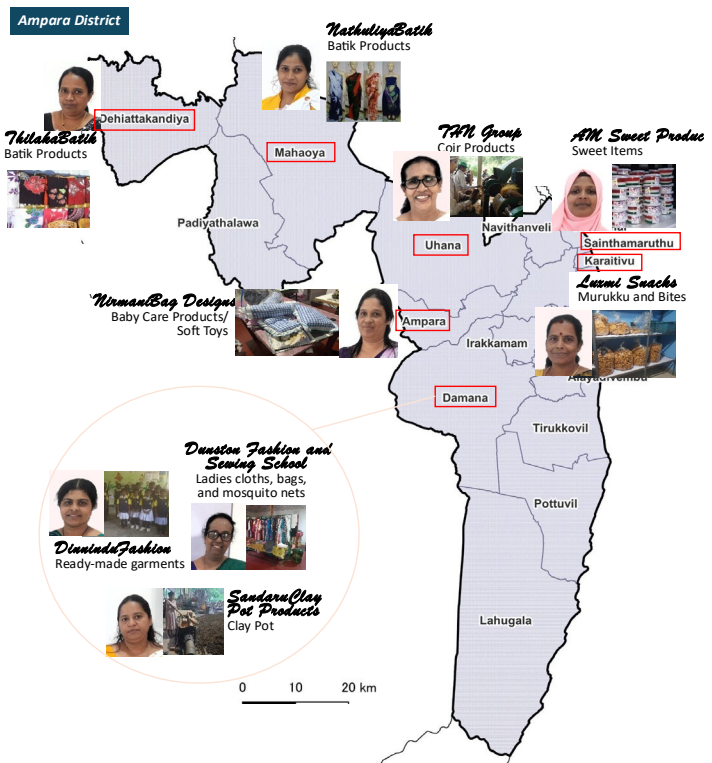 Ampara District
NathuliyaBatik
Batik Products
Dehiattakandiya
ThilakaBatik
Batik Products
Mahaoya
THN Group
Coir Products
AM Sweet Produc
Sweet Items
Padiyathalawa
Uhana
Navithanveli
Sainthamaruthu
Karaitivu
NirmaniBag Designs
Baby Care Products/
Soft Toys
Luxmi Snacks
Murukku and Bites
Ampara
Irakkamam
Alayadivembu
Damana
Tirukkovil
Dunston Fashion and
Sewing School
Ladies cloths, bags,
and mosquito nets
Pottuvil
DinninduFashion
Ready-made garments
SandaruClay
Pot Products
Clay Pot
Lahugala
0 10 20 km